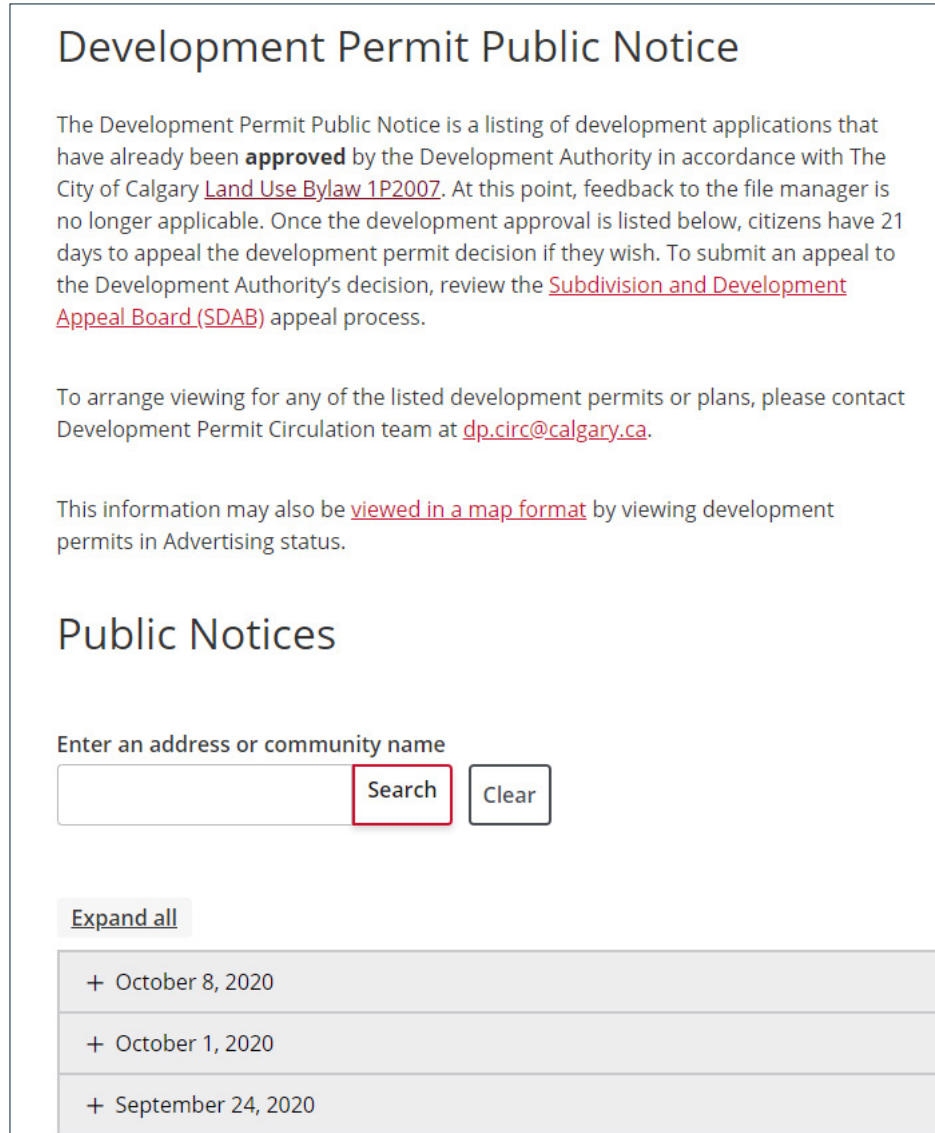 Development Permit Public Notice
The Development Permit Public Notice is a listing of development applications that
have already been approved by the Development Authority in accordance with The
City of Calgary Land Use Bylaw 1P2007. At this point, feedback to the file manager is
no longer applicable. Once the development approval is listed below, citizens have 21
days to appeal the development permit decision if they wish. To submit an appeal to
the Development Authority’s decision, review the Subdivision and Development
Appeal Board (SDAB) appeal process.
To arrange viewing for any of the listed development permits or plans, please contact
Development Permit Circulation team at dp.circ@calgary.ca.
This information may also be viewed in a map format by viewing development
permits in Advertising status.
Public Notices
Enter an address or community name
Search Clear
Expand all
+ October 8, 2020
+ October 1, 2020
+ September 24, 2020